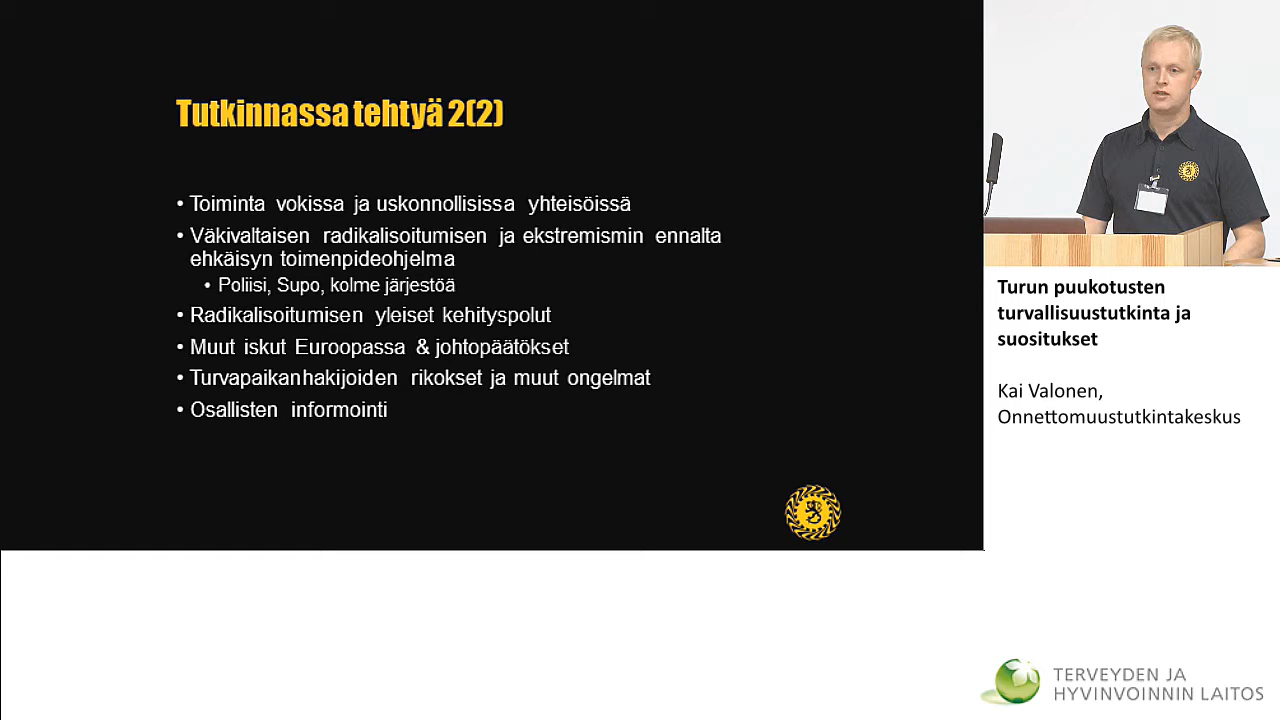 Tutkinnassa tehtyä 2(2)
• Toiminta vokissa ja uskonnollisissa yhteisöissä
• Väkivaltaisen radikalisoitumisen ja ekstremismin ennalta
ehkäisyn toimenpideohjelma
• Poliisi, Supo, kolme järjestöä
• Radikalisoitumisen yleiset kehityspolut
• Muut iskut Euroopassa & johtopäätökset
• Turvapaikanhakijoiden rikokset ja muut ongelmat
• Osallisten informointi
Turun puukotusten
turvallisuustutkinta ja
suositukset
Kai Valonen,
Onnettomuustutkintakeskus
TERVEYDEN JA
HYVINVOINNIN LAITOS